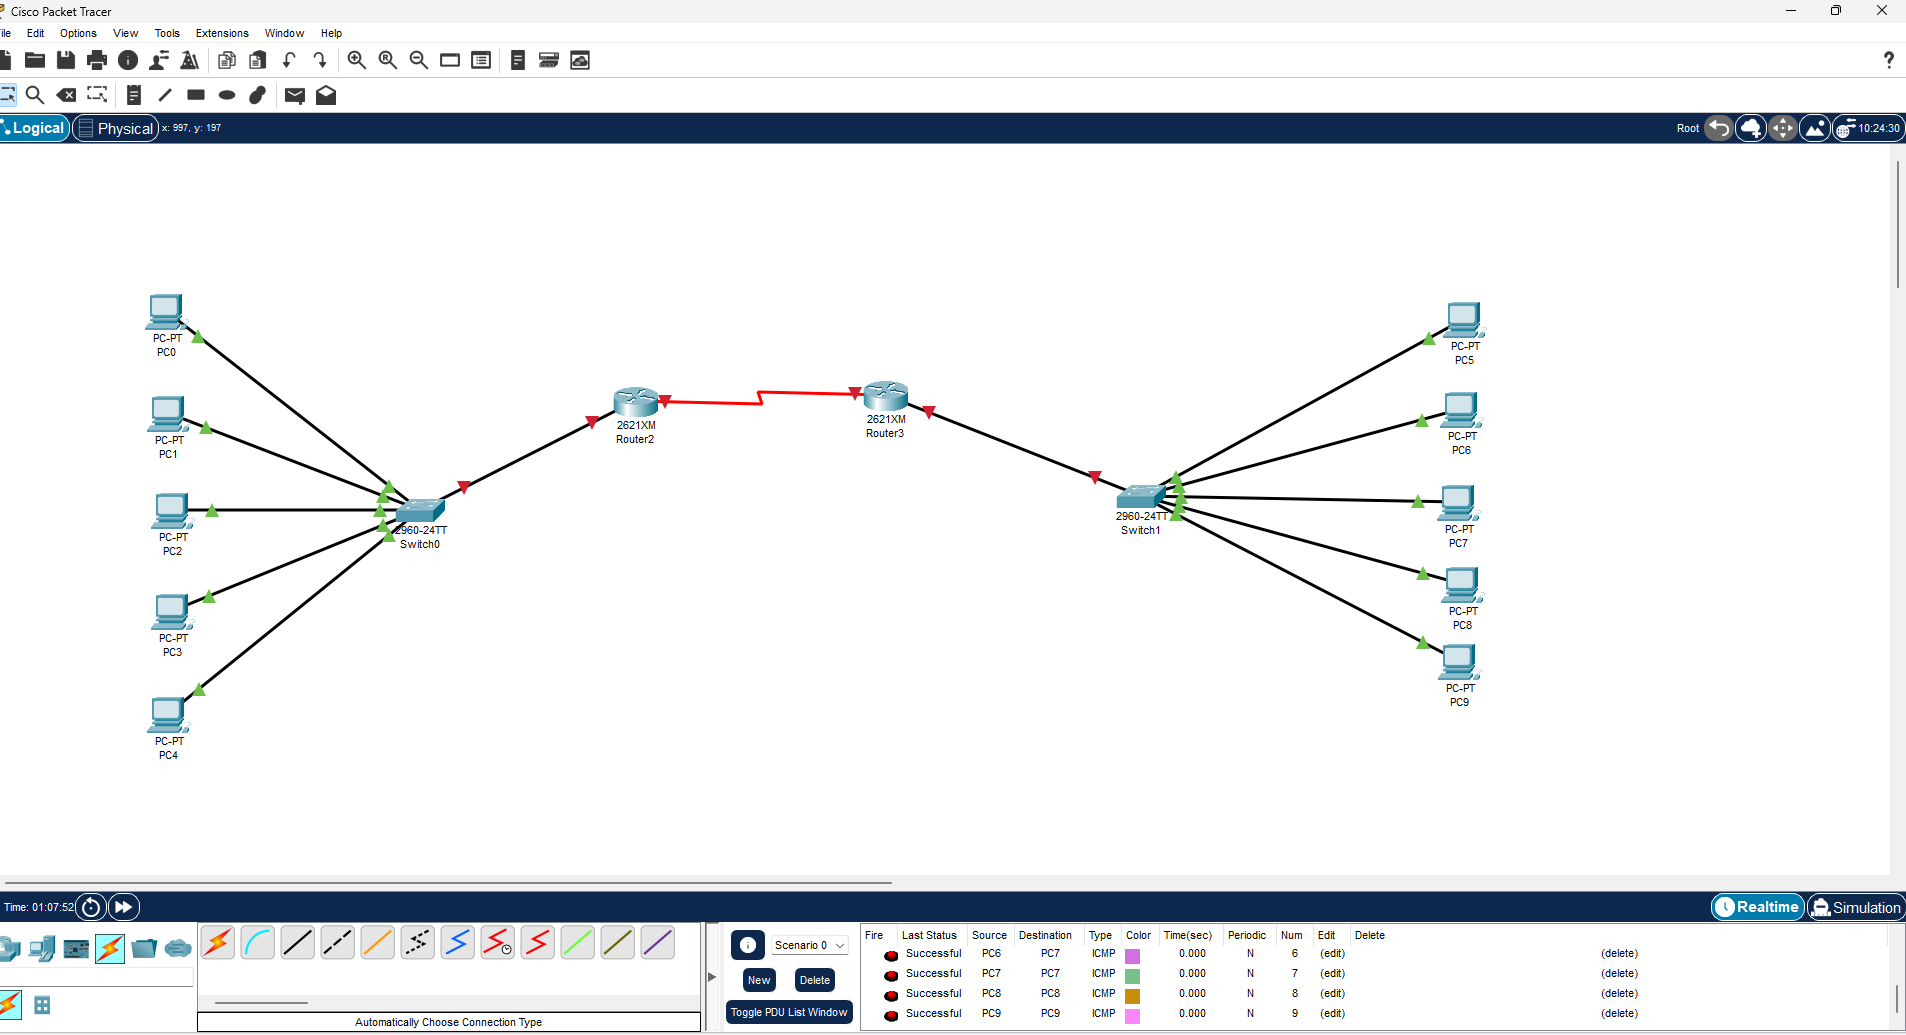 Cisco Packet Tracer
ile Edit Options View Tools Extensions Window Help
Logical Physical x: 997, y: 197 Root 10:24:30
PC-PT
PC0
PC-PT
PC1
PC-PT
PC2
PC-PT
PC3
PC-PT
PC4
2960-24TT
Switch0
2621XM
Router2
2621XM
Router3
2960-24TT
Switch1
PC-PT
PC5
PC-PT
PC6
PC-PT
PC7
PC-PT
PC8
PC-PT
PC9
Time: 01:07:52 Realtime Simulation
Automatically Choose Connection Type
Scenario 0
New Delete
Toggle PDU List Window
Fire Last Status Source Destination Type Color Time(sec) Periodic Num Edit Delete
Successful PC6 PC7 ICMP 0.000 N 6 (edit) (delete)
Successful PC7 PC7 ICMP 0.000 N 7 (edit) (delete)
Successful PC8 PC8 ICMP 0.000 N 8 (edit) (delete)
Successful PC9 PC9 ICMP 0.000 N 9 (edit) (delete)